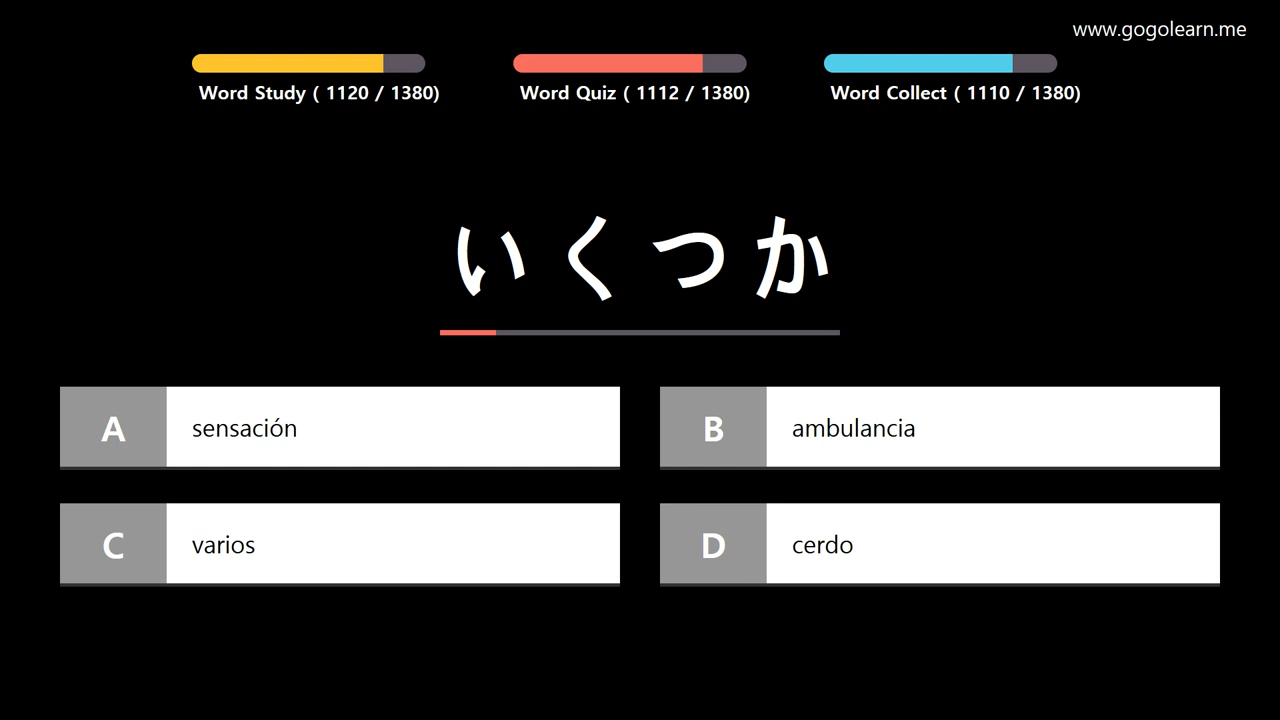 www.gogolearn.me
Word Study ( 1120 / 1380)
Word Quiz ( 1112 / 1380)
Word Collect ( 1110 / 1380)
いくつか
A sensación
B ambulancia
C varios
D cerdo